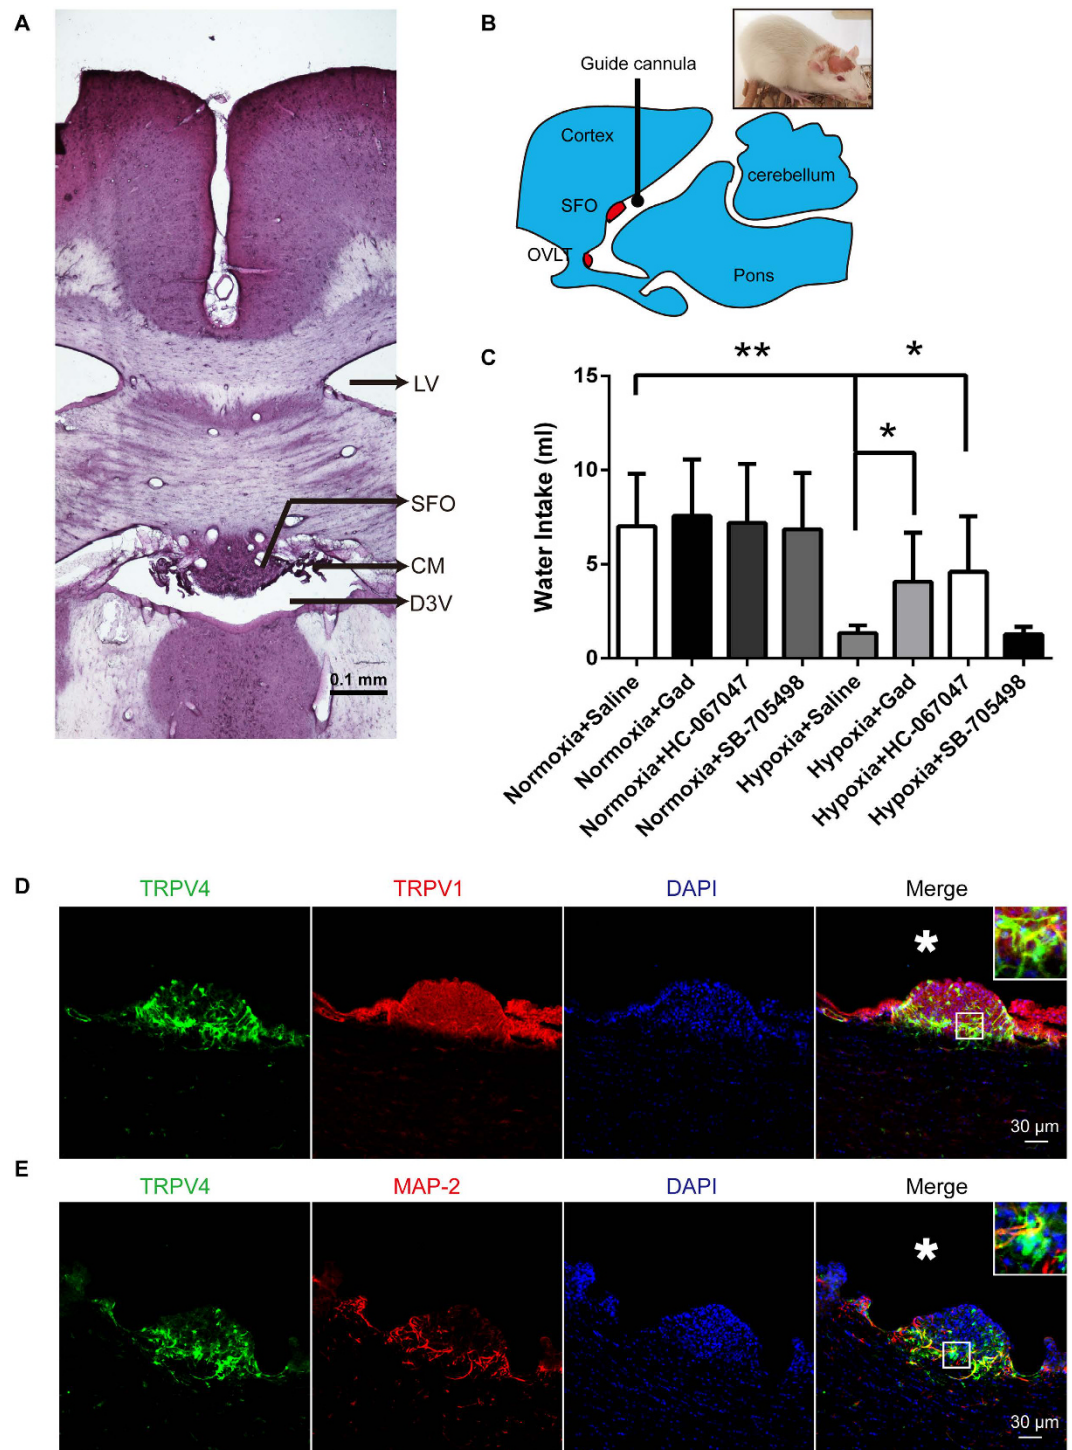 A
LV
SFO
CM
D3V
0.1 mm
B
Guide cannula
Cortex
SFO
OVLT
cerebellum
Pons
C
** *
*
Water Intake (ml)
15
10
5
0
Normoxia+Saline
Normoxia+Gad
Normoxia+HC-067047
Normoxia+SB-705498
Hypoxia+Saline
Hypoxia+Gad
Hypoxia+HC-067047
Hypoxia+SB-705498
D
TRPV4 TRPV1 DAPI Merge
*
30 μm
E
TRPV4 MAP-2 DAPI Merge
*
30 μm